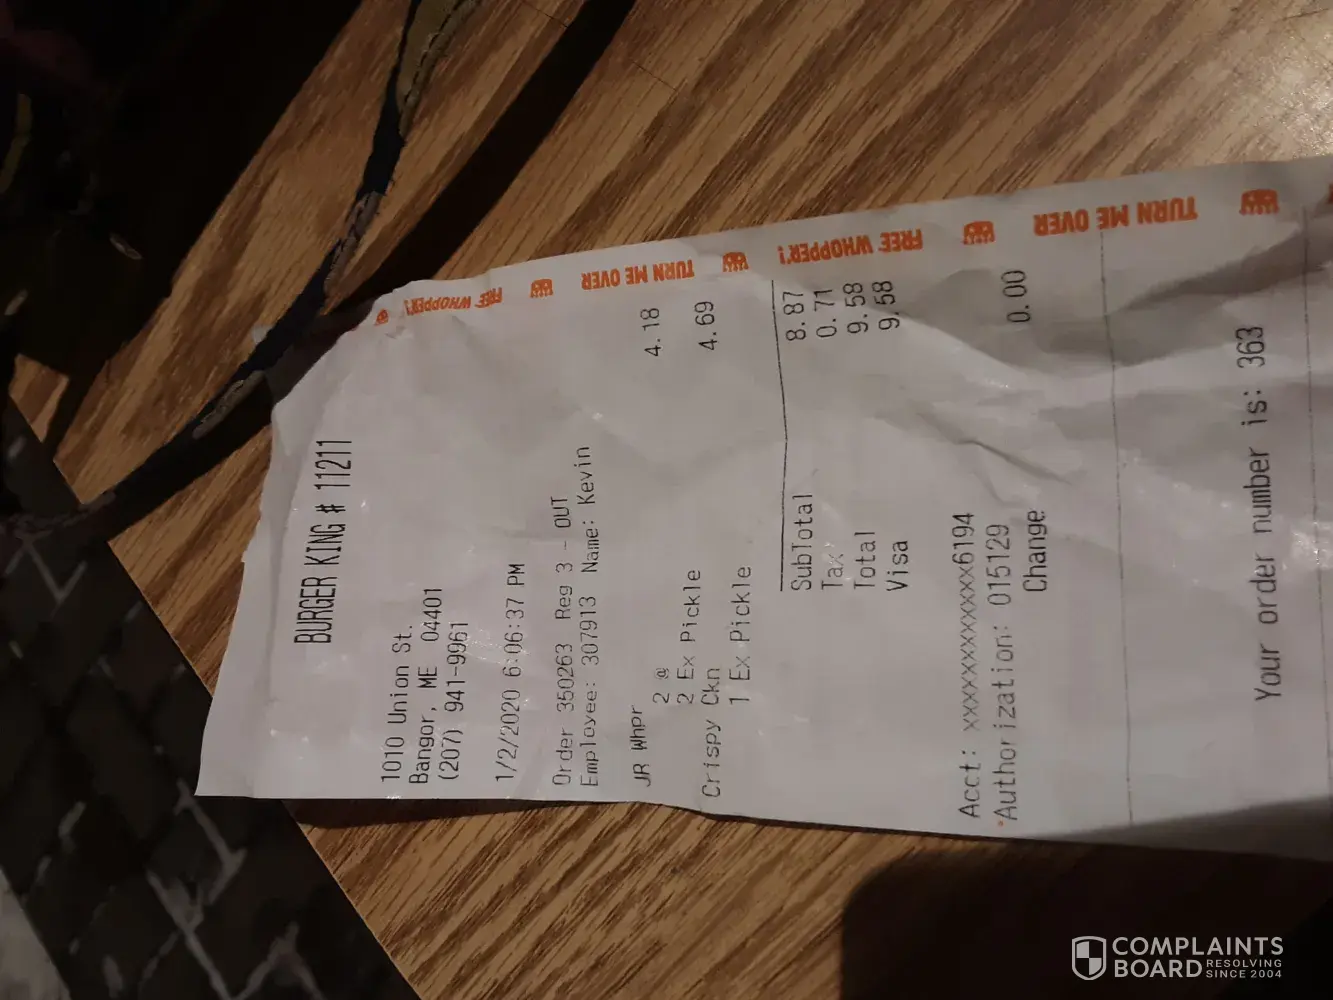 BURGER KING # 11211
1010 Union St.
Bangor, ME 04401
(207) 941-9961
1/2/2020 6:06:37 PM
Order 350263 Reg 3 - OUT
Employee: 307913 Name: Kevin
JR Whpr
2 @ 4.18
2 Ex Pickle
Crispy Ckn 4.69
1 Ex Pickle
SubTotal 8.87
Tax 0.71
Total 9.58
Visa 9.58
Acct: xxxxxxxxxxxx6194
*Authorization: 015129
Change 0.00
Your order number is: 363
FREE WHOPPER! TURN ME OVER FREE WHOPPER! TURN ME OVER
COMPLAINTS
BOARD RESOLVING
SINCE 2004